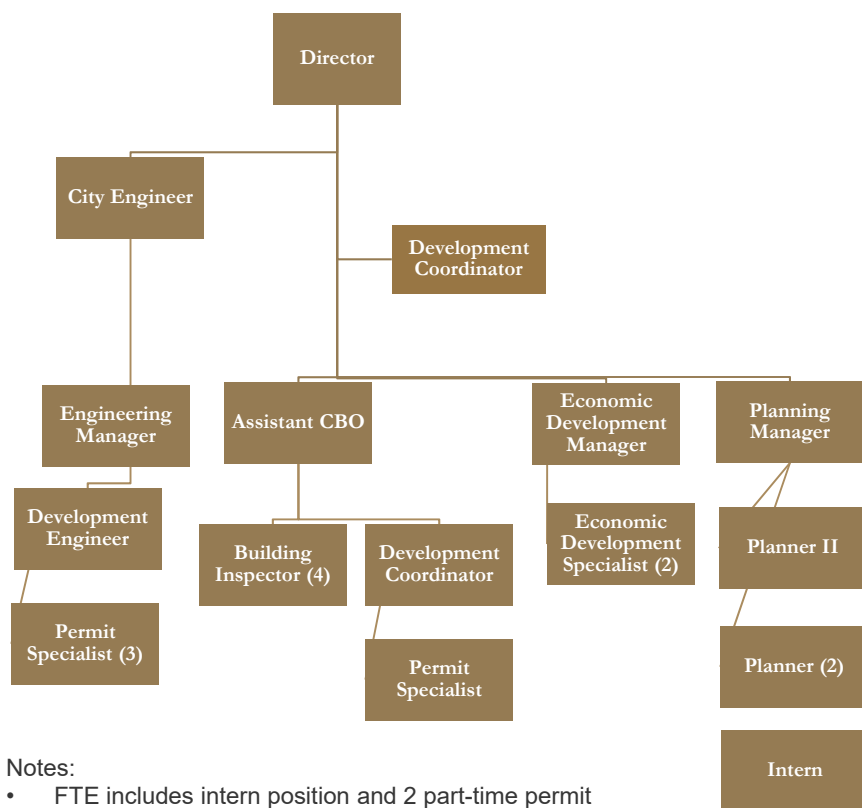 Director
City Engineer
Development
Coordinator
Engineering
Manager
Assistant CBO
Economic
Development
Manager
Planning
Manager
Development
Engineer
Building
Inspector (4)
Development
Coordinator
Economic
Development
Specialist (2)
Planner II
Permit
Specialist (3)
Permit
Specialist
Planner (2)
Intern
Notes:
• FTE includes intern position and 2 part-time permit